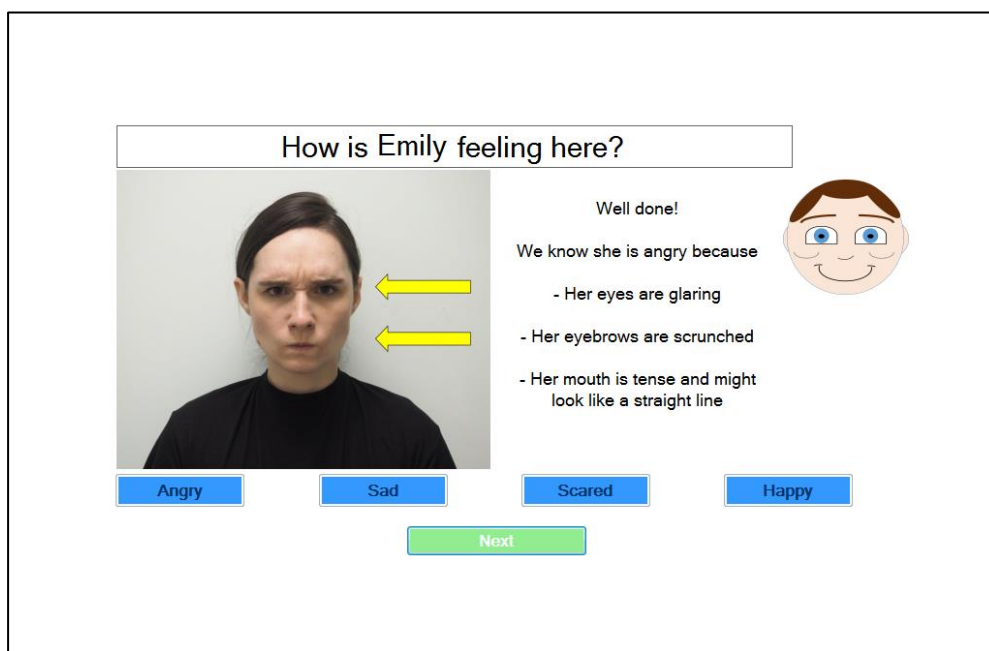 How is Emily feeling here?
Well done!
We know she is angry because
- Her eyes are glaring
- Her eyebrows are scrunched
- Her mouth is tense and might
look like a straight line
Angry
Sad
Scared
Happy
Next